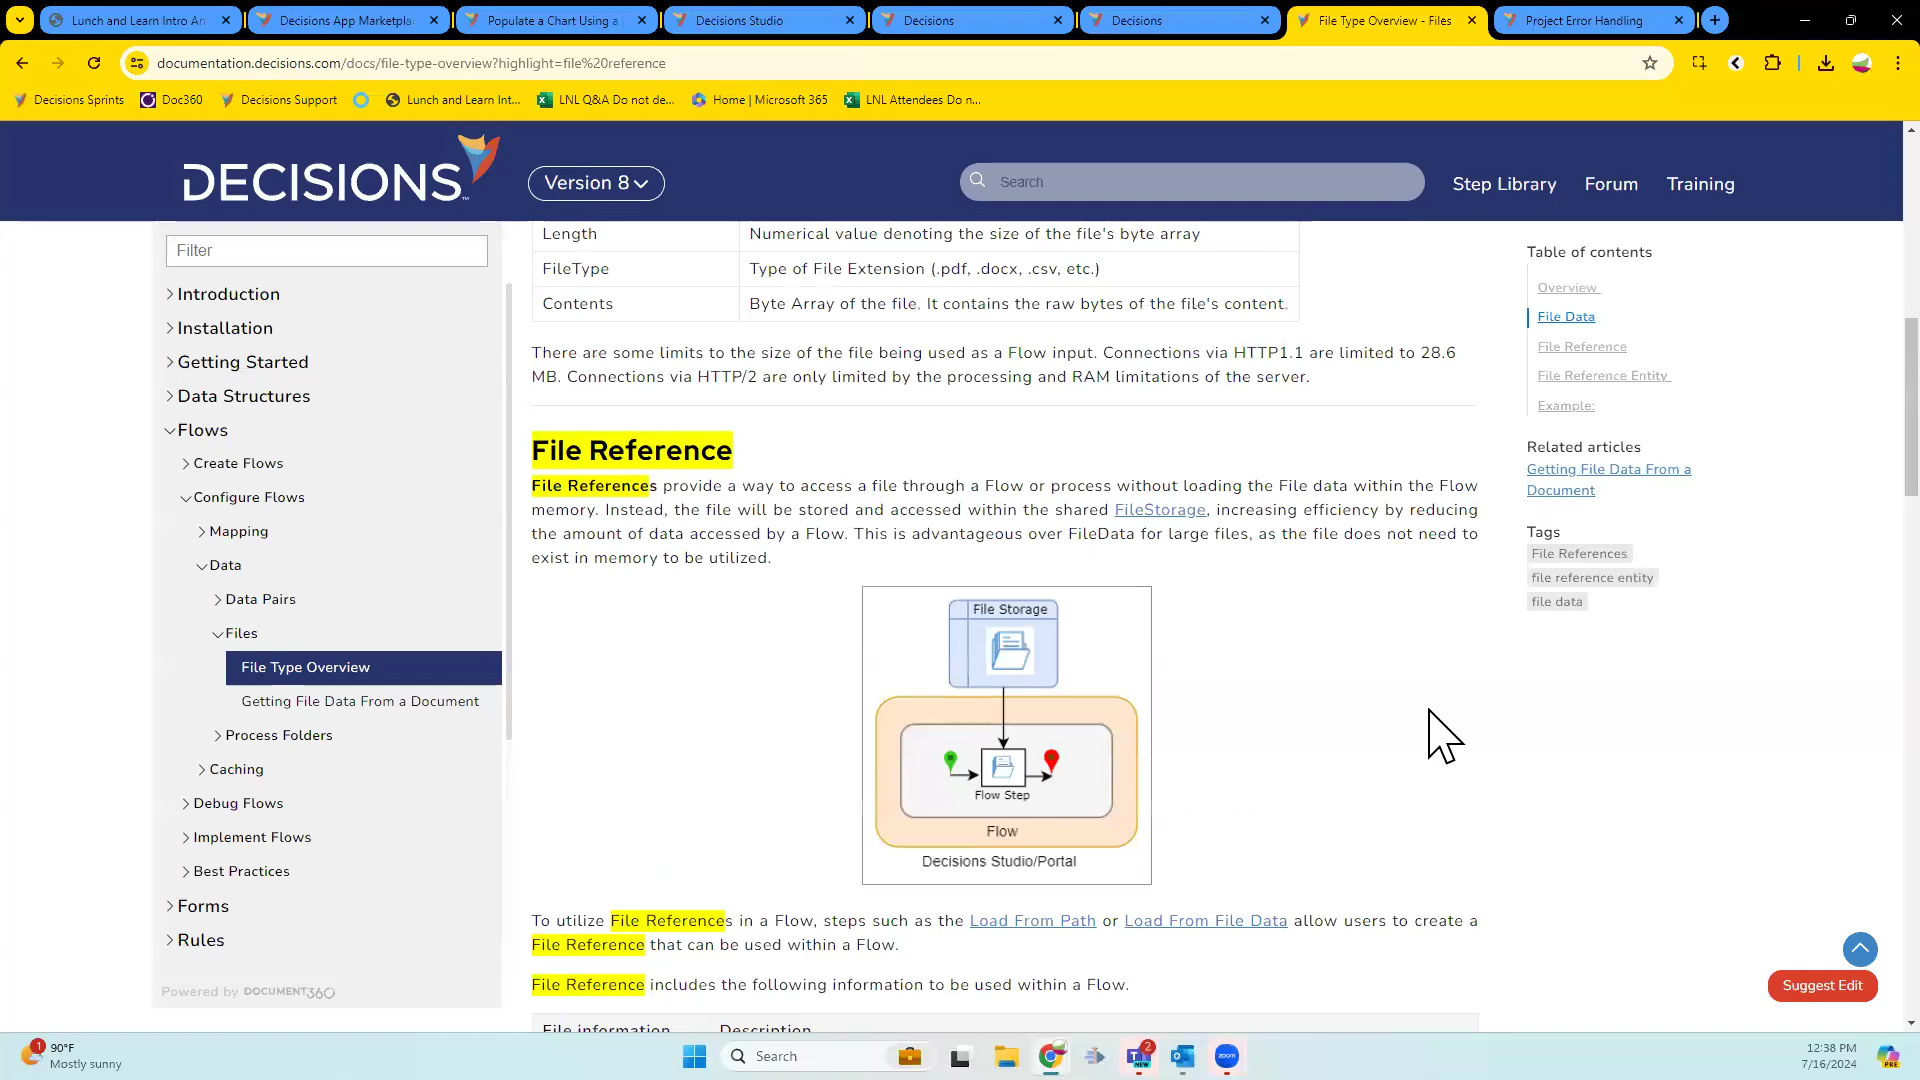 Lunch and Learn Intro An
Decisions App Marketpla
Populate a Chart Using a
Decisions Studio
Decisions
Decisions
File Type Overview - Files
Project Error Handling
documentation.decisions.com/docs/file-type-overview?highlight=file%20reference
Decisions Sprints
Doc360
Decisions Support
Lunch and Learn Int...
LNL Q&A Do not de...
Home | Microsoft 365
LNL Attendees Do n...
DECISIONS
Version 8
Search
Step Library
Forum
Training
Filter
Introduction
Installation
Getting Started
Data Structures
Flows
Create Flows
Configure Flows
Mapping
Data
Data Pairs
Files
File Type Overview
Getting File Data From a Document
Process Folders
Caching
Debug Flows
Implement Flows
Best Practices
Forms
Rules
Powered by DOCUMENT360
Length Numerical value denoting the size of the file's byte array
FileType Type of File Extension (.pdf, .docx, .csv, etc.)
Contents Byte Array of the file. It contains the raw bytes of the file's content.
There are some limits to the size of the file being used as a Flow input. Connections via HTTP1.1 are limited to 28.6
MB. Connections via HTTP/2 are only limited by the processing and RAM limitations of the server.
File Reference
File References provide a way to access a file through a Flow or process without loading the File data within the Flow
memory. Instead, the file will be stored and accessed within the shared FileStorage, increasing efficiency by reducing
the amount of data accessed by a Flow. This is advantageous over FileData for large files, as the file does not need to
exist in memory to be utilized.
File Storage
Flow Step
Flow
Decisions Studio/Portal
To utilize File References in a Flow, steps such as the Load From Path or Load From File Data allow users to create a
File Reference that can be used within a Flow.
File Reference includes the following information to be used within a Flow.
File information Description
Table of contents
Overview
File Data
File Reference
File Reference Entity
Example:
Related articles
Getting File Data From a
Document
Tags
File References
file reference entity
file data
Suggest Edit
1
90°F
Mostly sunny
Search
NEW
2
zoom
12:38 PM
7/16/2024
PRE